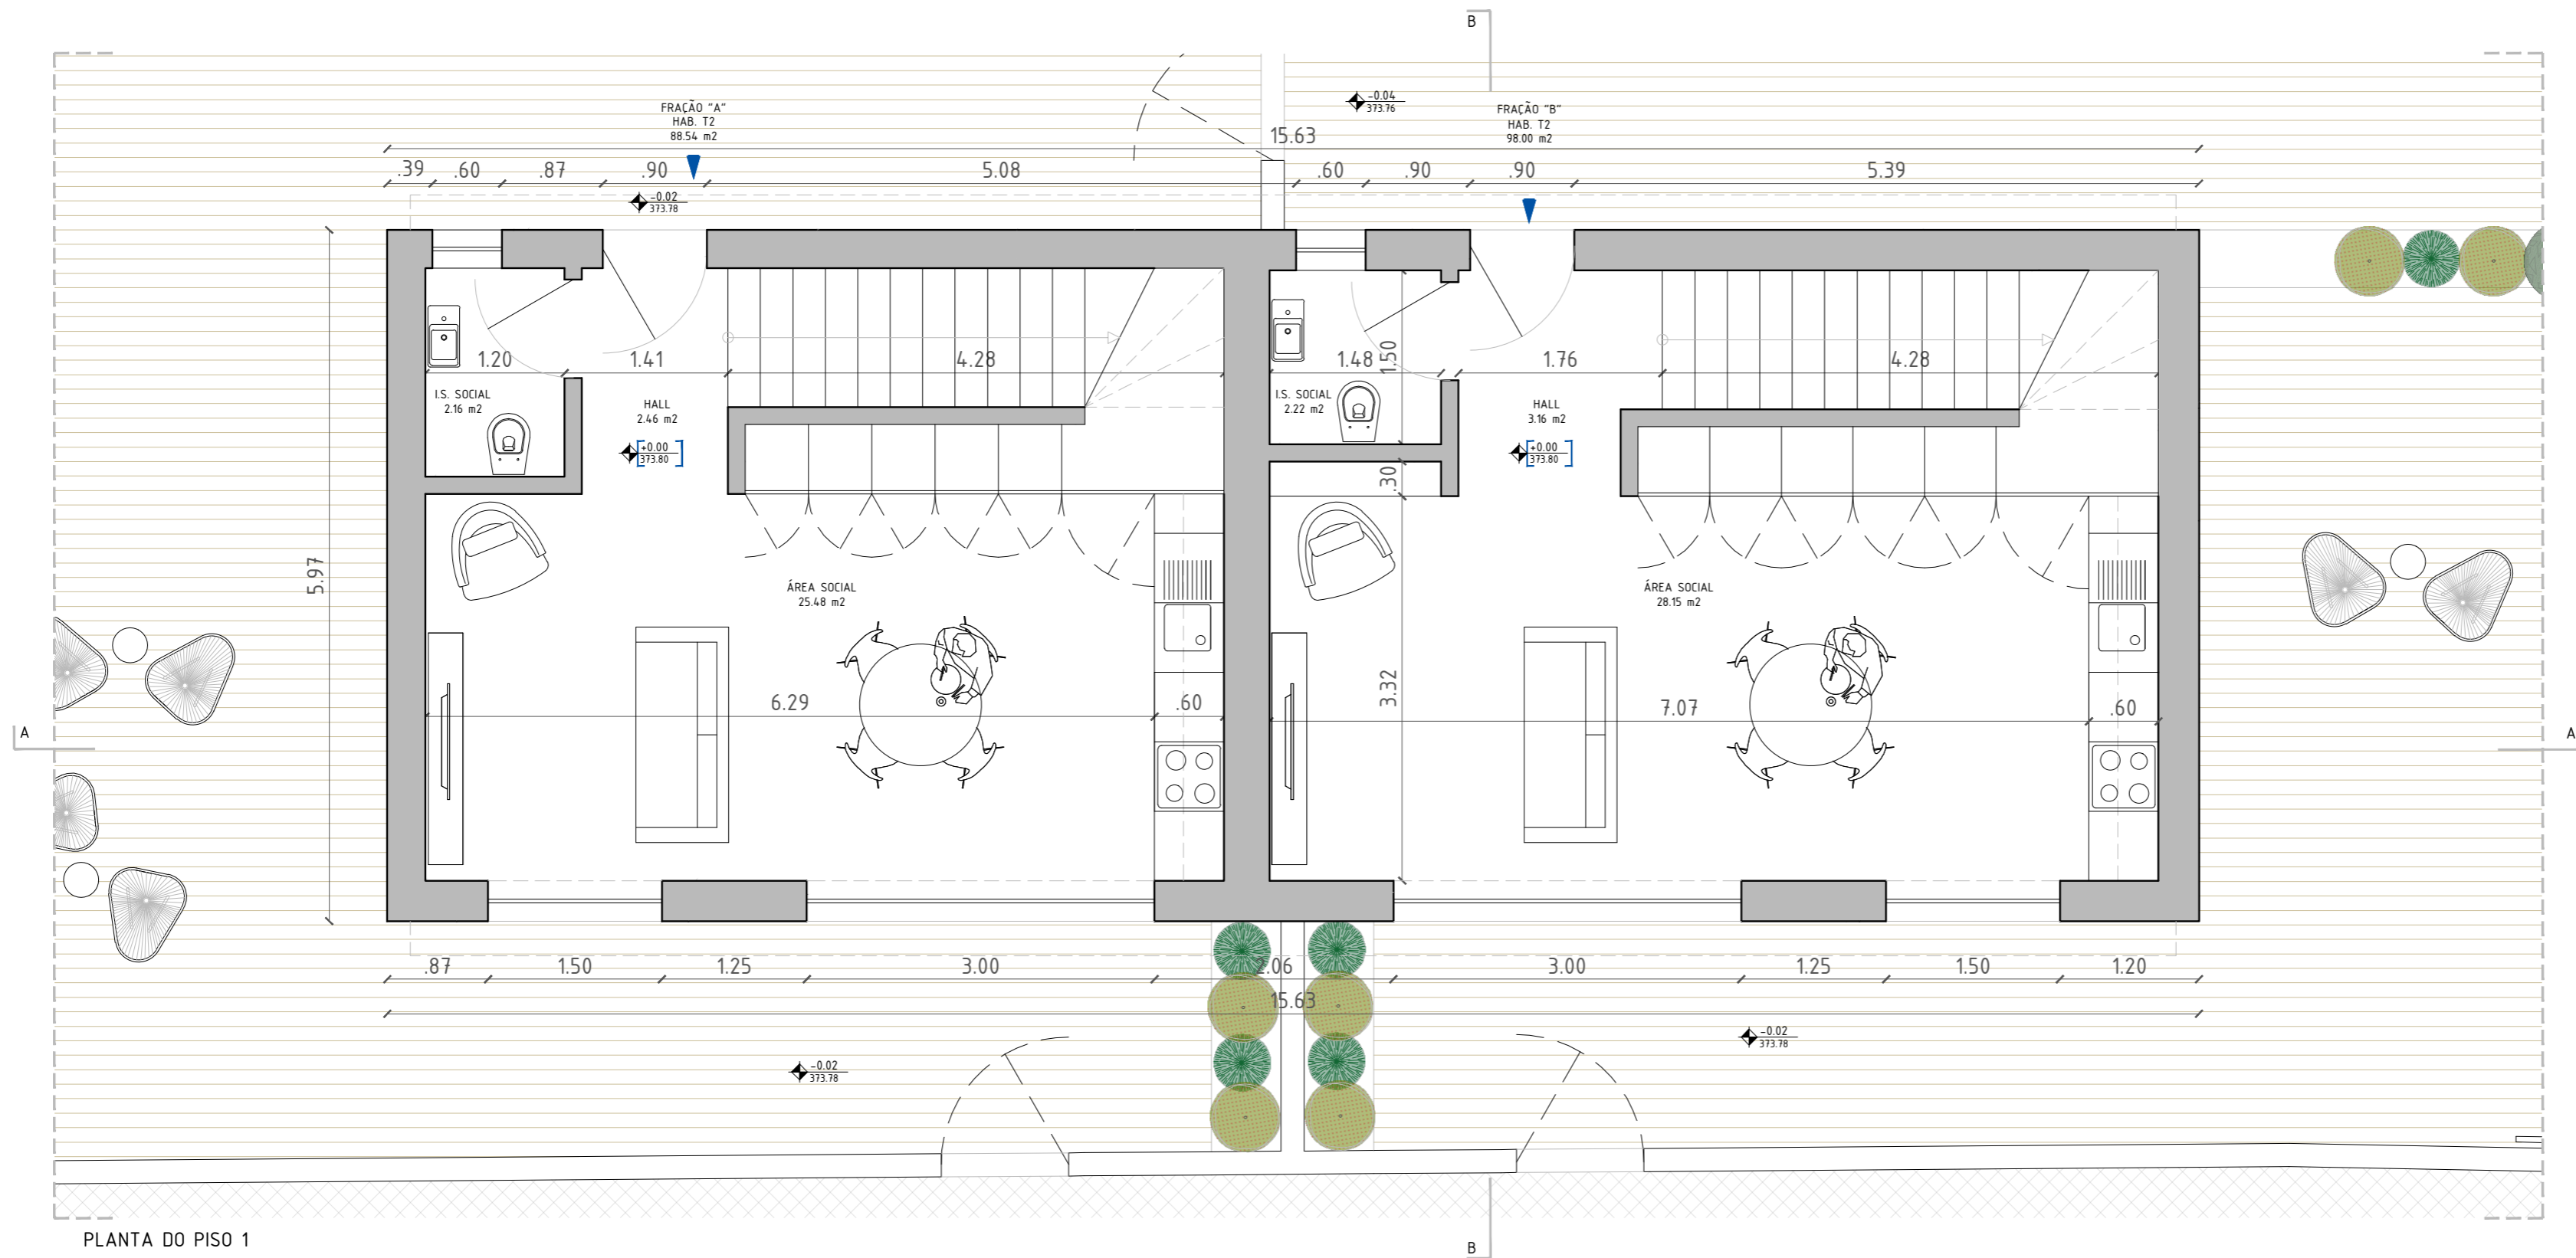 B
-0.04
373.76
FRAÇÃO "A"
HAB. T2
88.54 m2
FRAÇÃO "B"
HAB. T2
98.00 m2
15.63
.39 .60 .87 .90 5.08 .60 .90 .90 5.39
-0.02
373.78
1.20 1.41 4.28 1.48 1.50 1.76 4.28
I.S. SOCIAL
2.16 m2
HALL
2.46 m2
I.S. SOCIAL
2.22 m2
HALL
3.16 m2
+0.00
373.80
+0.00
373.80
.30
5.97
ÁREA SOCIAL
25.48 m2
ÁREA SOCIAL
28.15 m2
3.32
6.29 .60 7.07 .60
A A
.87 1.50 1.25 3.00 2.06 3.00 1.25 1.50 1.20
15.63
-0.02
373.78
-0.02
373.78
PLANTA DO PISO 1
B